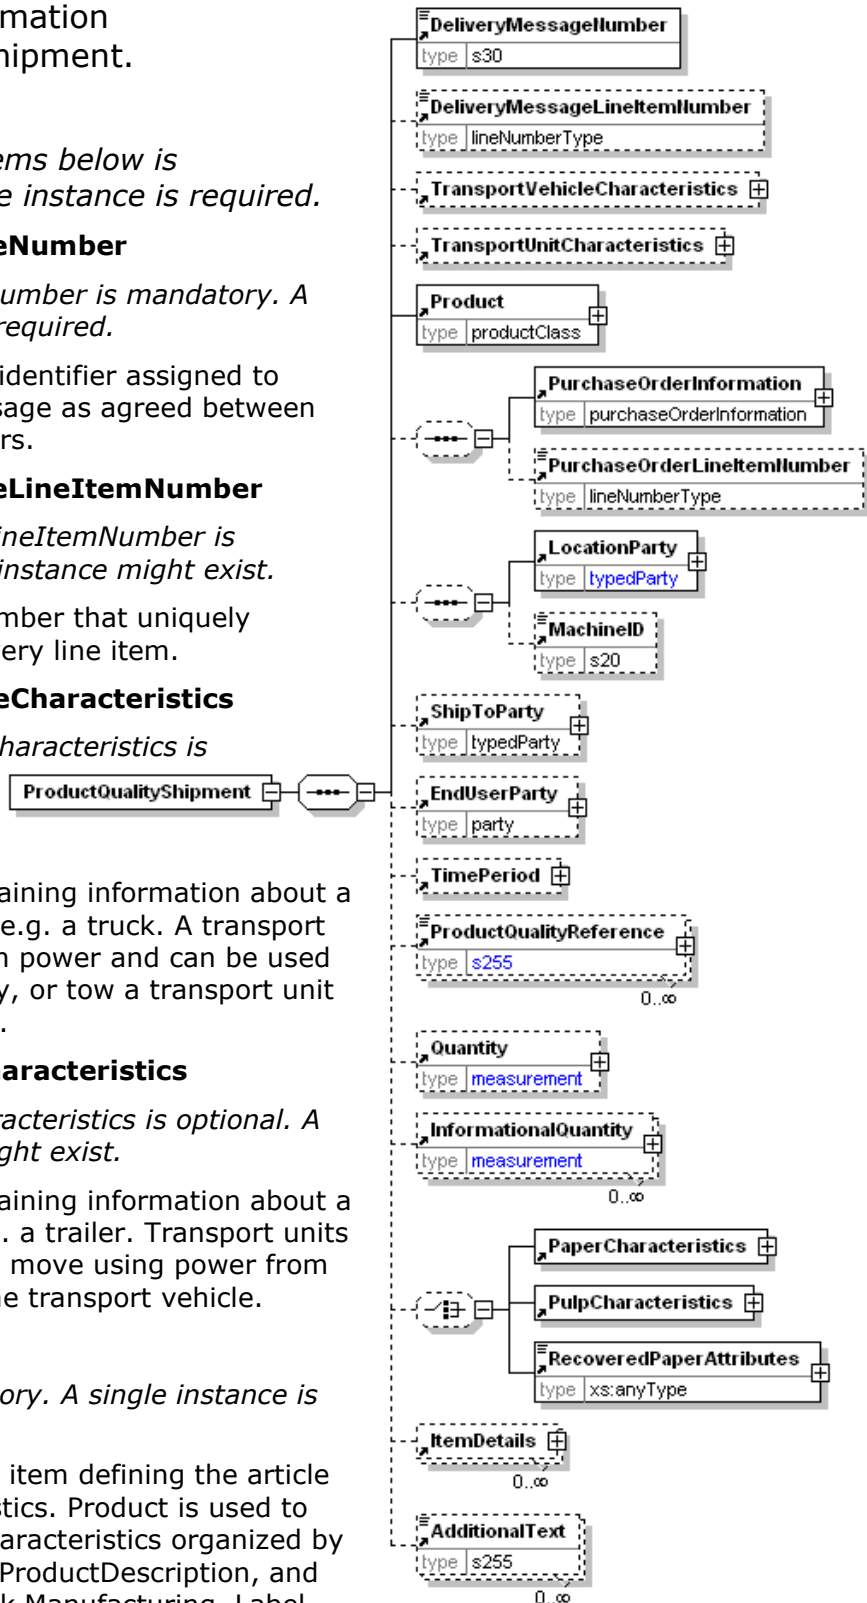 rmation
hipment.
ems below is
e instance is required.
eNumber
umber is mandatory. A
required.
identifier assigned to
sage as agreed between
rs.
eLineItemNumber
ineItemNumber is
instance might exist.
mber that uniquely
very line item.
eCharacteristics
haracteristics is
aining information about a
e.g. a truck. A transport
n power and can be used
y, or tow a transport unit
.
haracteristics
racteristics is optional. A
ght exist.
aining information about a
. a trailer. Transport units
move using power from
ne transport vehicle.
ory. A single instance is
item defining the article
stics. Product is used to
aracteristics organized by
ProductDescription, and
k Manufacturing, Label
ProductQualityShipment
DeliveryMessageNumber
type s30
DeliveryMessageLineItemNumber
type lineNumberType
TransportVehicleCharacteristics
TransportUnitCharacteristics
Product
type productClass
PurchaseOrderInformation
type purchaseOrderInformation
PurchaseOrderLineItemNumber
type lineNumberType
LocationParty
type typedParty
MachineID
type s20
ShipToParty
type typedParty
EndUserParty
type party
TimePeriod
ProductQualityReference
type s255
0..∞
Quantity
type measurement
InformationalQuantity
type measurement
0..∞
PaperCharacteristics
PulpCharacteristics
RecoveredPaperAttributes
type xs:anyType
ItemDetails
0..∞
AdditionalText
type s255
0..∞